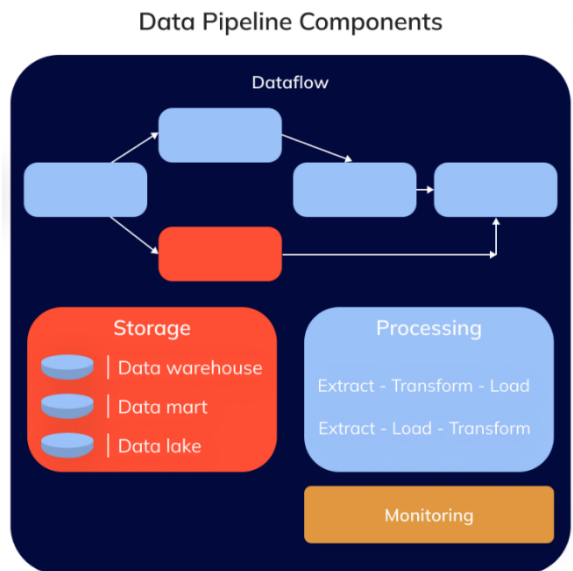 Data Pipeline Components
Dataflow
Storage
Data warehouse
Data mart
Data lake
Processing
Extract - Transform - Load
Extract - Load - Transform
Monitoring